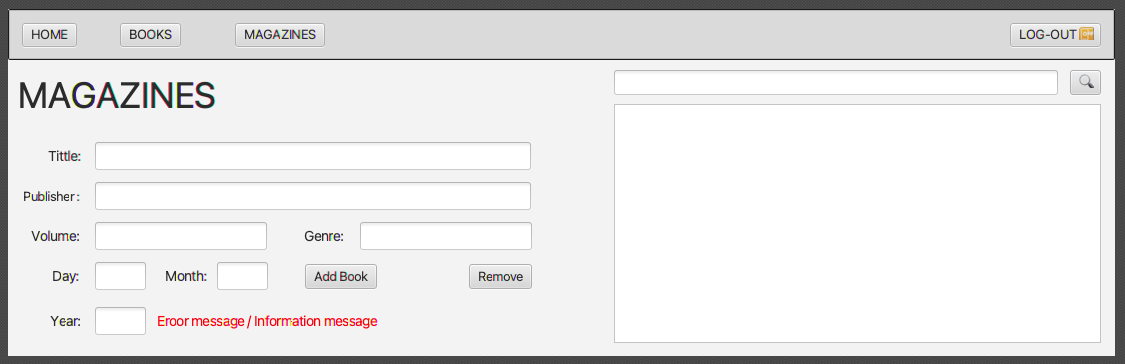 HOME BOOKS MAGAZINES LOG-OUT
MAGAZINES
Tittle:
Publisher:
Volume: Genre:
Day: Month: Add Book Remove
Year: Eroor message / Information message